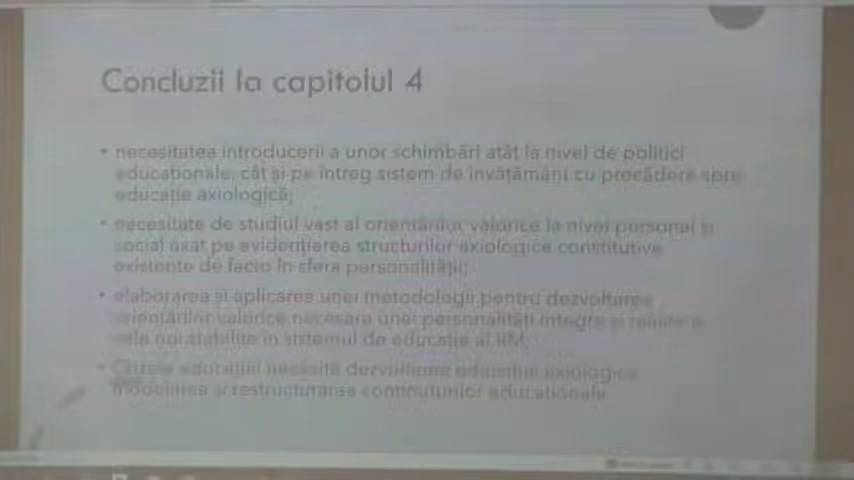 Concluzii la capitolul 4
• necesitatea introducerii a unor schimbări atât la nivel de politici
educaționale, cât și pe întreg sistem de învățământ cu precădere spre
educație axiologică;
• necesitate de studiul vast al orientărilor valorice la nivel personal și
social axat pe evidențierea structurilor axiologice constitutive
existente de facto în sfera personalității;
• elaborarea și aplicarea unei metodologii pentru dezvoltarea
orientărilor valorice necesare unei personalități integre și
stabilite în sistemul de educație al RM;
• educației necesită dezvoltarea educației axiologice
și restructurarea conținuturilor educaționale